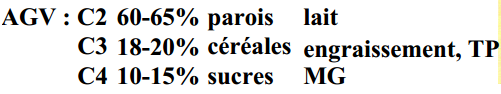 AGV : C2 60-65% parois lait
C3 18-20% céréales engraissement, TP
C4 10-15% sucres MG